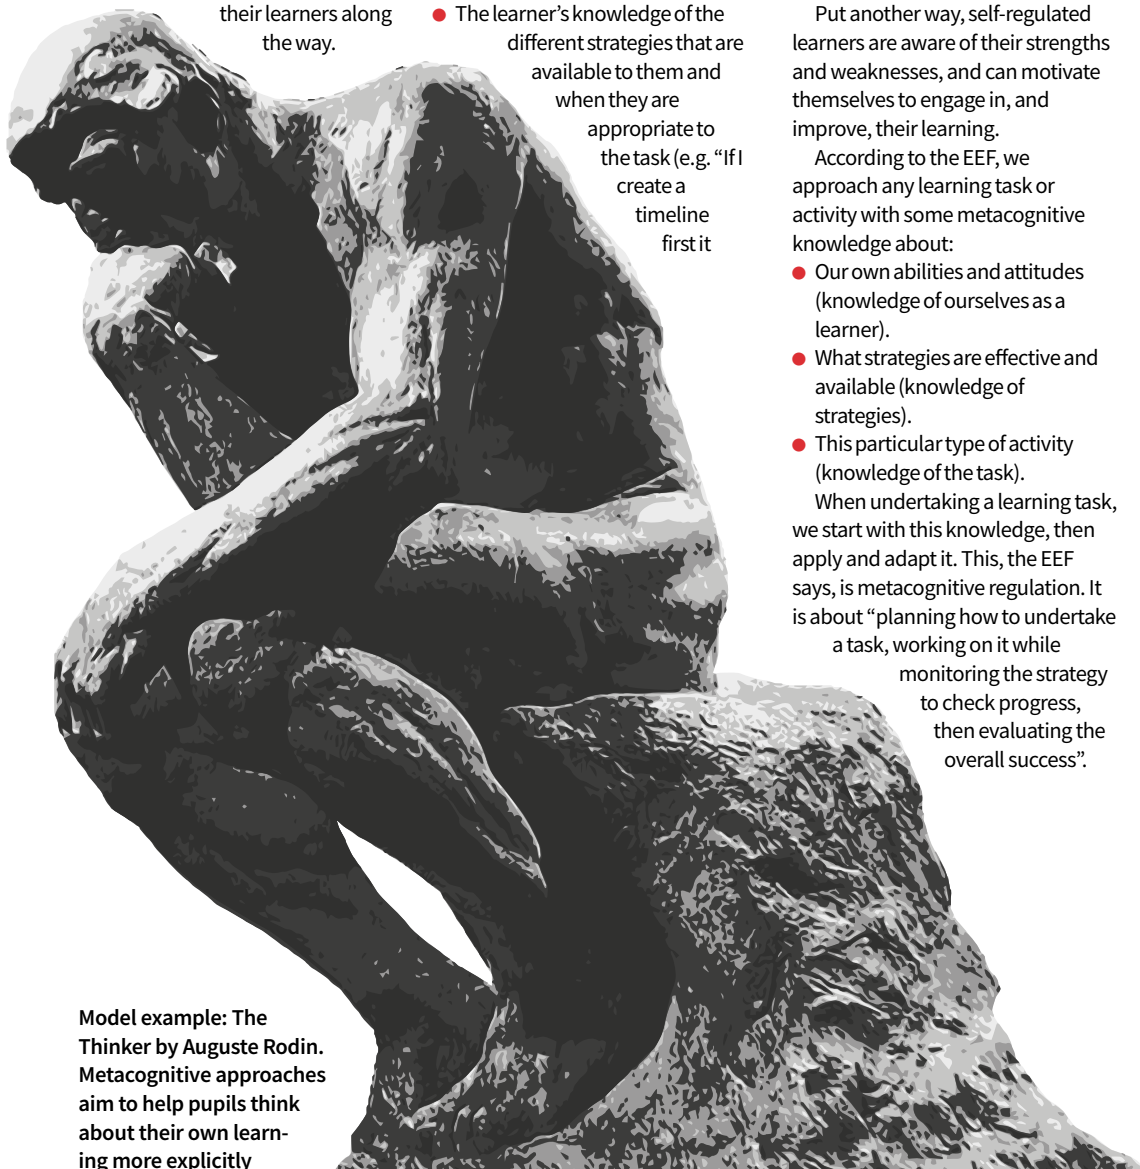 their learners along
the way.
● The learner’s knowledge of the
different strategies that are
available to them and
when they are
appropriate to
the task (e.g. “If I
create a
timeline
first it
Put another way, self-regulated
learners are aware of their strengths
and weaknesses, and can motivate
themselves to engage in, and
improve, their learning.
According to the EEF, we
approach any learning task or
activity with some metacognitive
knowledge about:
● Our own abilities and attitudes
(knowledge of ourselves as a
learner).
● What strategies are effective and
available (knowledge of
strategies).
● This particular type of activity
(knowledge of the task).
When undertaking a learning task,
we start with this knowledge, then
apply and adapt it. This, the EEF
says, is metacognitive regulation. It
is about “planning how to undertake
a task, working on it while
monitoring the strategy
to check progress,
then evaluating the
overall success”.
Model example: The
Thinker by Auguste Rodin.
Metacognitive approaches
aim to help pupils think
about their own learn-
ing more explicitly